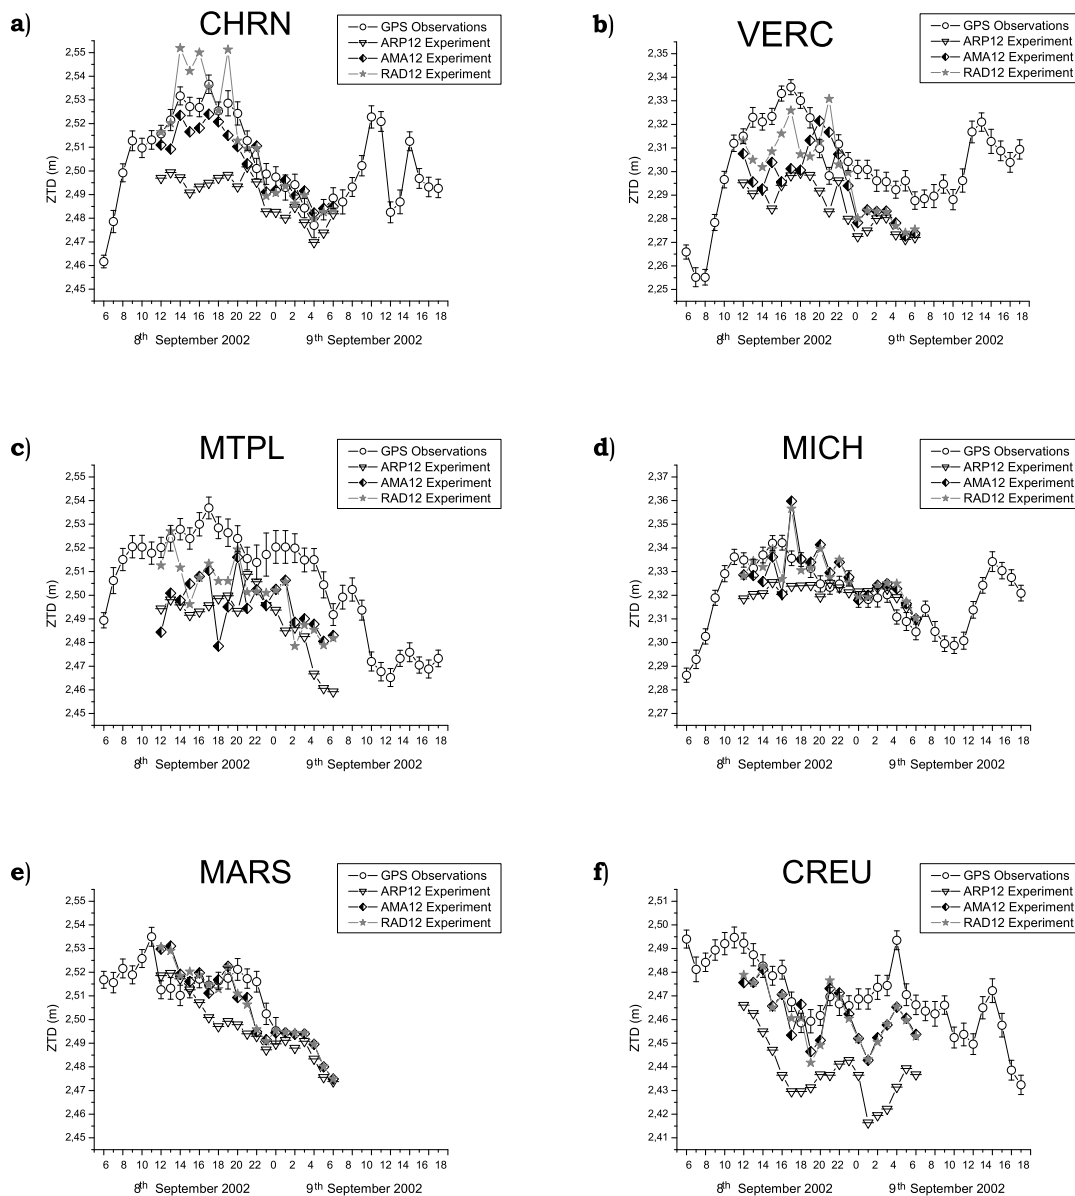 a) CHRN
GPS Observations
ARP12 Experiment
AMA12 Experiment
RAD12 Experiment
ZTD (m)
2,55
2,54
2,53
2,52
2,51
2,50
2,49
2,48
2,47
2,46
2,45
6 8 10 12 14 16 18 20 22 0 2 4 6 8 10 12 14 16 18
8th September 2002 9th September 2002
b) VERC
GPS Observations
ARP12 Experiment
AMA12 Experiment
RAD12 Experiment
ZTD (m)
2,35
2,34
2,33
2,32
2,31
2,30
2,29
2,28
2,27
2,26
2,25
6 8 10 12 14 16 18 20 22 0 2 4 6 8 10 12 14 16 18
8th September 2002 9th September 2002
c) MTPL
GPS Observations
ARP12 Experiment
AMA12 Experiment
RAD12 Experiment
ZTD (m)
2,55
2,54
2,53
2,52
2,51
2,50
2,49
2,48
2,47
2,46
2,45
6 8 10 12 14 16 18 20 22 0 2 4 6 8 10 12 14 16 18
8th September 2002 9th September 2002
d) MICH
GPS Observations
ARP12 Experiment
AMA12 Experiment
RAD12 Experiment
ZTD (m)
2,37
2,36
2,35
2,34
2,33
2,32
2,31
2,30
2,29
2,28
2,27
6 8 10 12 14 16 18 20 22 0 2 4 6 8 10 12 14 16 18
8th September 2002 9th September 2002
e) MARS
GPS Observations
ARP12 Experiment
AMA12 Experiment
RAD12 Experiment
ZTD (m)
2,55
2,54
2,53
2,52
2,51
2,50
2,49
2,48
2,47
2,46
2,45
6 8 10 12 14 16 18 20 22 0 2 4 6 8 10 12 14 16 18
8th September 2002 9th September 2002
f) CREU
GPS Observations
ARP12 Experiment
AMA12 Experiment
RAD12 Experiment
ZTD (m)
2,51
2,50
2,49
2,48
2,47
2,46
2,45
2,44
2,43
2,42
2,41
6 8 10 12 14 16 18 20 22 0 2 4 6 8 10 12 14 16 18
8th September 2002 9th September 2002